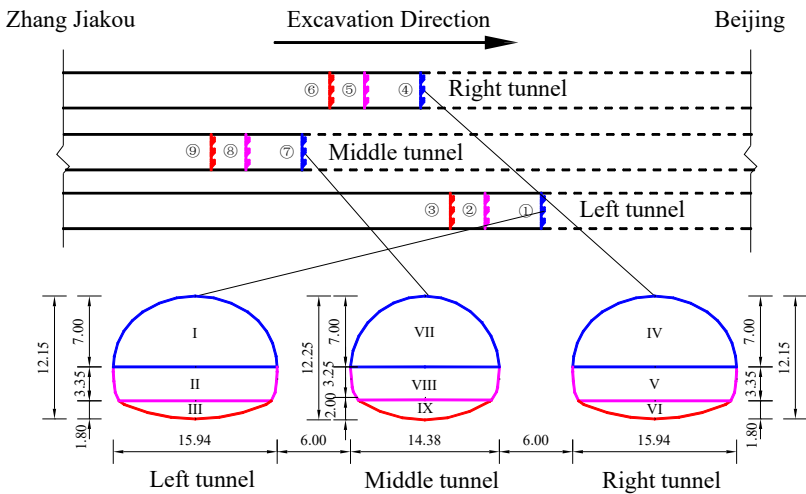 Zhang Jiakou Excavation Direction Beijing
⑥ ⑤ ④ Right tunnel
⑨ ⑧ ⑦ Middle tunnel
③ ② ① Left tunnel
12.15 7.00 I 12.25 7.00 VII IV 7.00 12.15
3.35 II 3.25 VIII V 3.35
1.80 III 2.00 IX VI 1.80
15.94 6.00 14.38 6.00 15.94
Left tunnel Middle tunnel Right tunnel